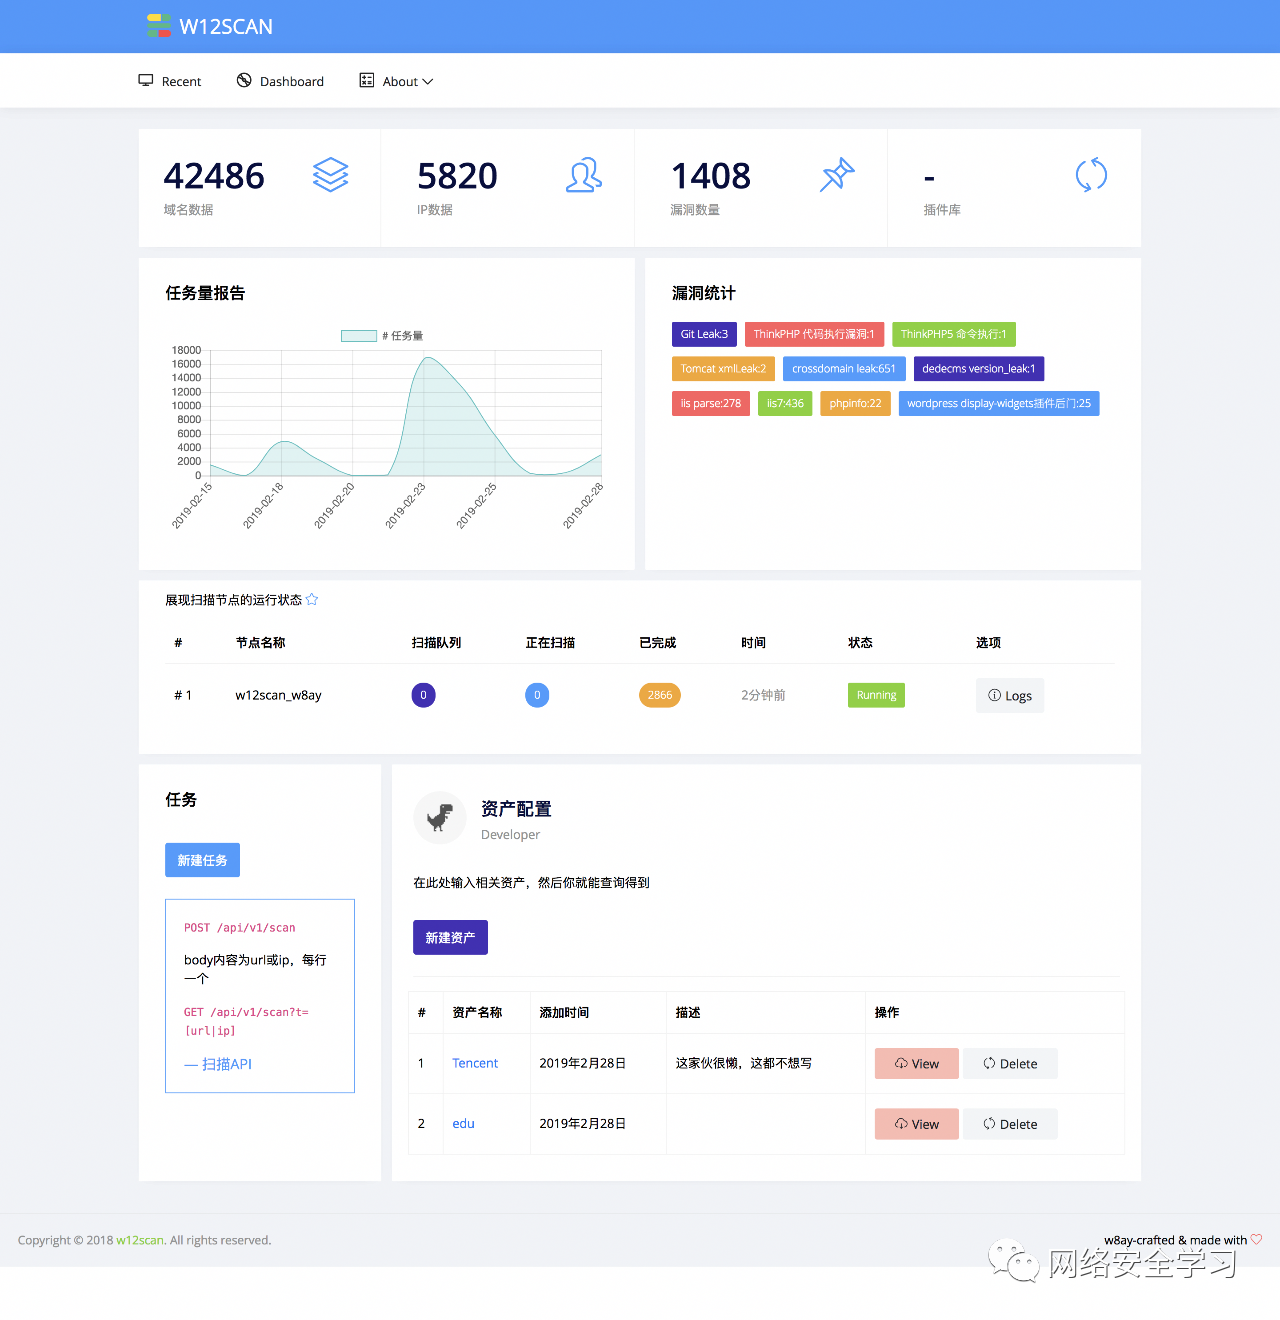 W12SCAN
Recent
Dashboard
About
42486
域名数据
5820
IP数据
1408
漏洞数量
-
插件库
任务量报告
# 任务量
18000
16000
14000
12000
10000
8000
6000
4000
2000
0
2019-02-15
2019-02-18
2019-02-20
2019-02-23
2019-02-25
2019-02-28
漏洞统计
Git Leak:3
ThinkPHP 代码执行漏洞:1
ThinkPHP5 命令执行:1
Tomcat xmlLeak:2
crossdomain leak:651
dedecms version_leak:1
iis parse:278
iis7:436
phpinfo:22
wordpress display-widgets插件后门:25
展现扫描节点的运行状态
# 节点名称 扫描队列 正在扫描 已完成 时间 状态 选项
# 1 w12scan_w8ay 0 0 2866 2分钟前 Running Logs
任务
新建任务
POST /api/v1/scan
body内容为url或ip，每行
一个
GET /api/v1/scan?t=
[url|ip]
— 扫描API
资产配置
Developer
在此处输入相关资产，然后你就能查询得到
新建资产
# 资产名称 添加时间 描述 操作
1 Tencent 2019年2月28日 这家伙很懒，这都不想写 View Delete
2 edu 2019年2月28日 View Delete
Copyright © 2018 w12scan. All rights reserved.
w8ay-crafted & made with
网络安全学习